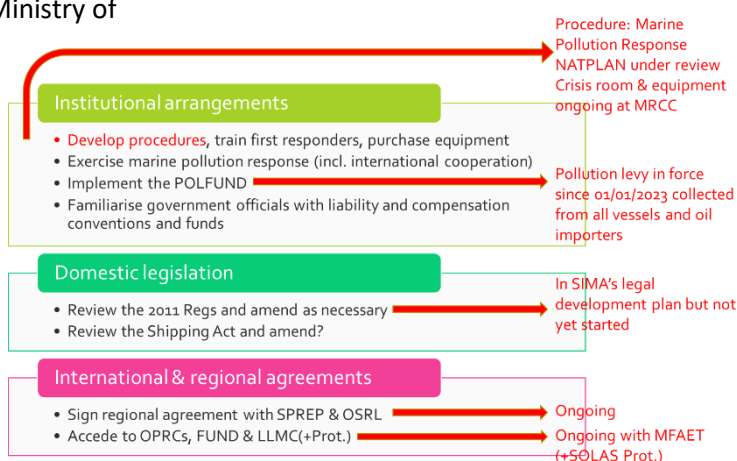 Ministry of
Procedure: Marine
Pollution Response
NATPLAN under review
Crisis room & equipment
ongoing at MRCC
Institutional arrangements
• Develop procedures, train first responders, purchase equipment
• Exercise marine pollution response (incl. international cooperation)
• Implement the POLFUND
• Familiarise government officials with liability and compensation
conventions and funds
Pollution levy in force
since 01/01/2023 collected
from all vessels and oil
importers
Domestic legislation
• Review the 2011 Regs and amend as necessary
• Review the Shipping Act and amend?
In SIMA's legal
development plan but not
yet started
International & regional agreements
• Sign regional agreement with SPREP & OSRL
Ongoing
• Accede to OPRCs, FUND & LLMC(+Prot.)
Ongoing with MFAET
(+SOLAS Prot.)